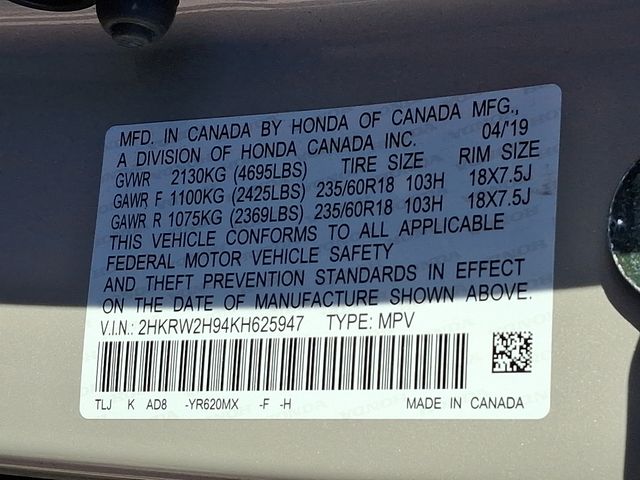 MFD. IN CANADA BY HONDA OF CANADA MFG.,
A DIVISION OF HONDA CANADA INC. 04/'19
GVWR 2130KG (4695LBS) TIRE SIZE RIM SIZE
GAWR F 1100KG (2425LBS) 235/60R18 103H 18X7.5J
GAWR R 1075KG (2369LBS) 235/60R18 103H 18X7.5J
THIS VEHICLE CONFORMS TO ALL APPLICABLE
FEDERAL MOTOR VEHICLE SAFETY
AND THEFT PREVENTION STANDARDS IN EFFECT
ON THE DATE OF MANUFACTURE SHOWN ABOVE.
V.I.N.: 2HKRW2H94KH625947 TYPE: MPV
TLJ K AD8 -YR620MX -F -H MADE IN CANADA